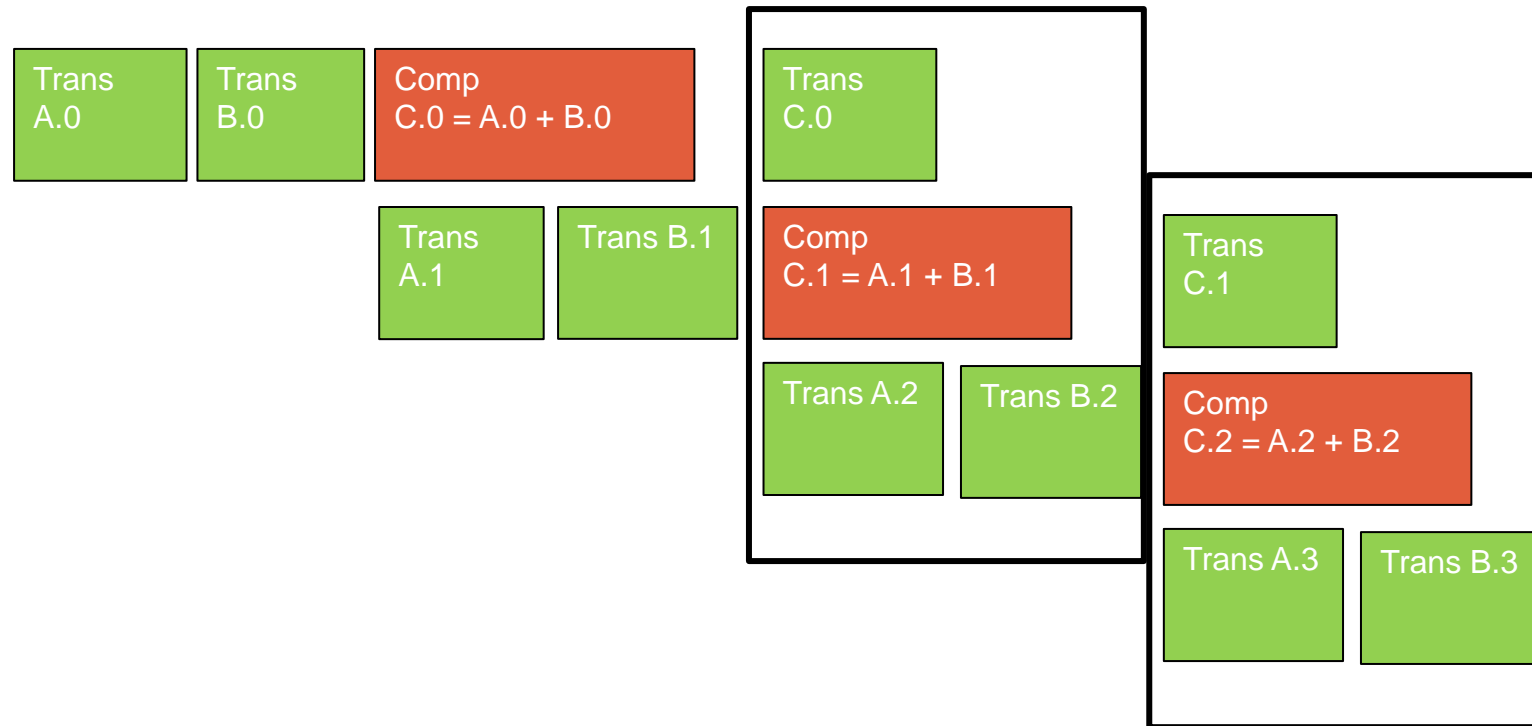 Trans
A.0
Trans
B.0
Comp
C.0 = A.0 + B.0
Trans
C.0
Trans
A.1
Trans B.1
Comp
C.1 = A.1 + B.1
Trans
C.1
Trans A.2
Trans B.2
Comp
C.2 = A.2 + B.2
Trans A.3
Trans B.3